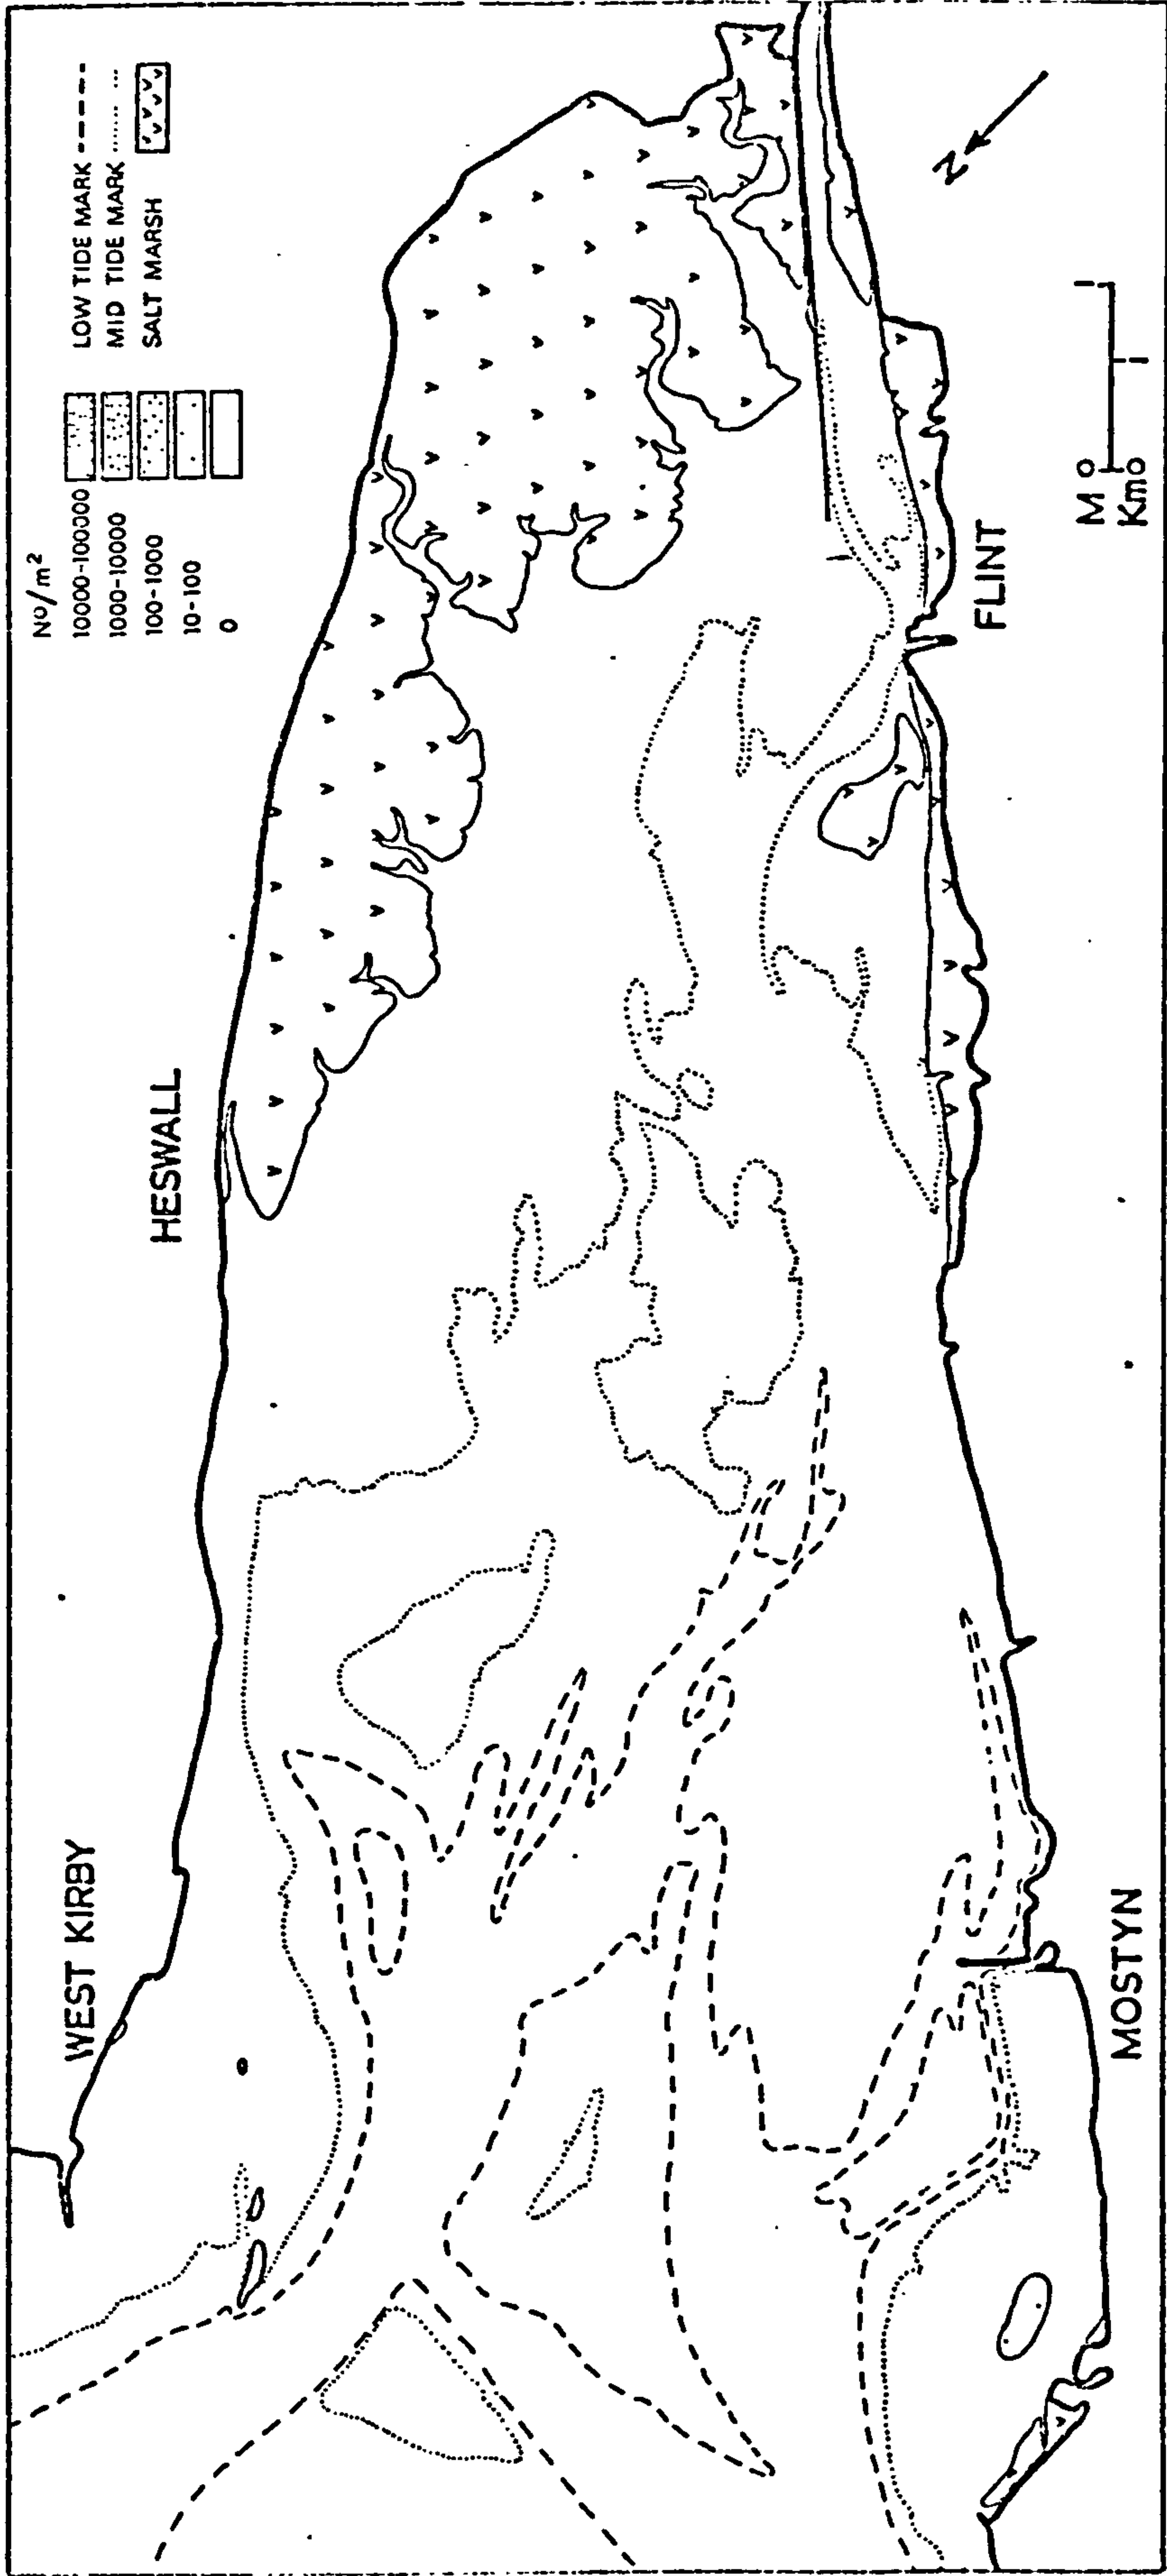 Nº/m²
10000-100000
1000-10000
100-1000
10-100
0
LOW TIDE MARK
MID TIDE MARK
SALT MARSH
WEST KIRBY
HESWALL
N
M 0 1
Km 0 1
FLINT
MOSTYN